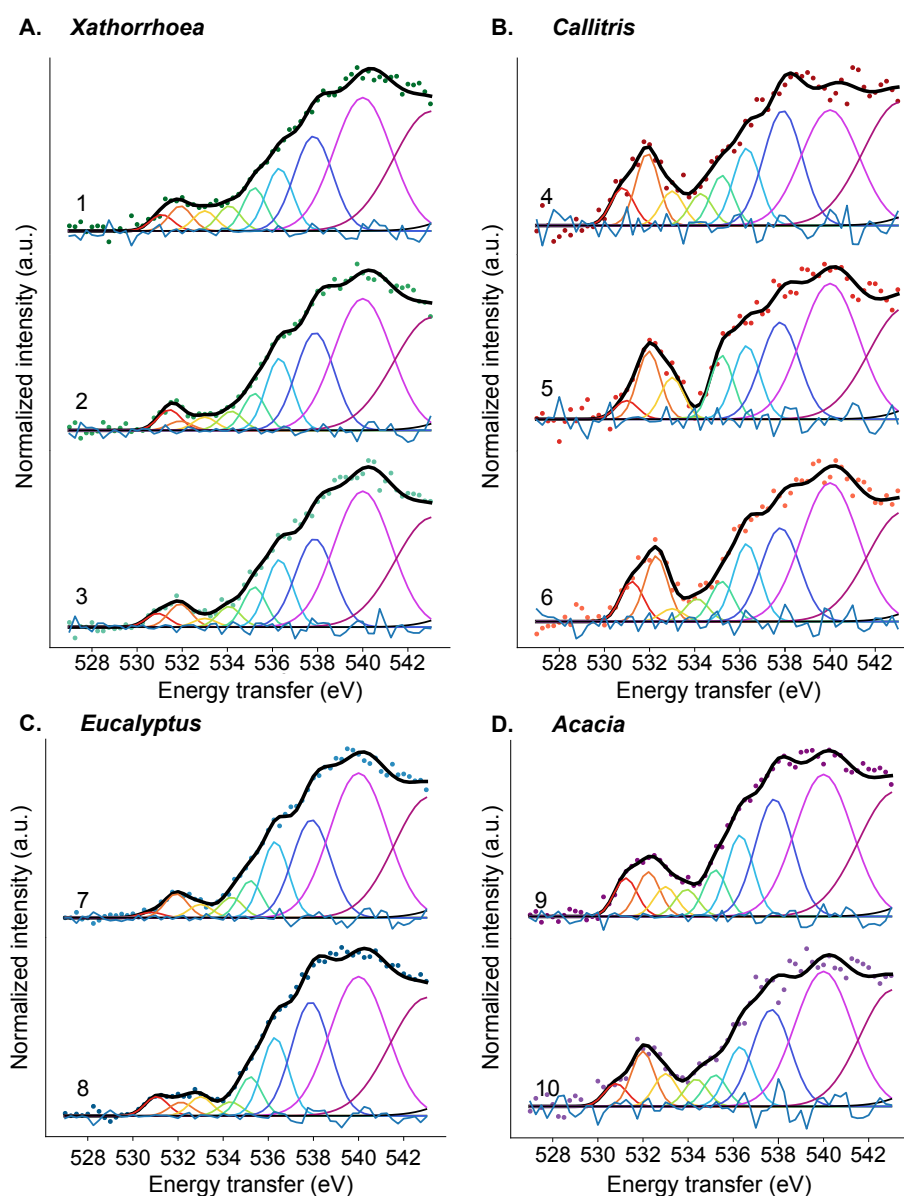 A. Xathorrhoea
Normalized intensity (a.u.)
1
2
3
528 530 532 534 536 538 540 542
Energy transfer (eV)
B. Callitris
Normalized intensity (a.u.)
4
5
6
528 530 532 534 536 538 540 542
Energy transfer (eV)
C. Eucalyptus
Normalized intensity (a.u.)
7
8
528 530 532 534 536 538 540 542
Energy transfer (eV)
D. Acacia
Normalized intensity (a.u.)
9
10
528 530 532 534 536 538 540 542
Energy transfer (eV)